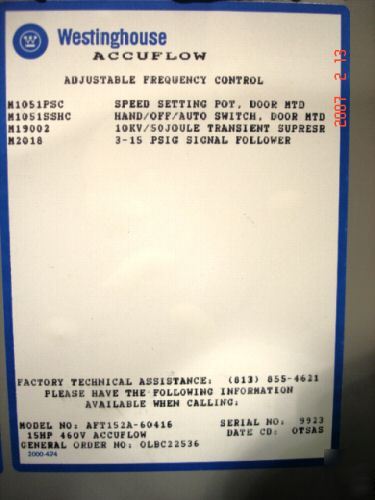 Westinghouse
ACCUFLOW
ADJUSTABLE FREQUENCY CONTROL
M1051PSC SPEED SETTING POT, DOOR MTD
M1051SSHC HAND/OFF/AUTO SWITCH, DOOR MTD
M19002 10KV/50JOULE TRANSIENT SUPRESR
M2018 3-15 PSIG SIGNAL FOLLOWER
2007 2 13
FACTORY TECHNICAL ASSISTANCE: (813) 855-4621
PLEASE HAVE THE FOLLOWING INFORMATION
AVAILABLE WHEN CALLING:
MODEL NO: AFT152A-60416 SERIAL NO: 9923
15HP 460V ACCUFLOW DATE CD: OTSAS
GENERAL ORDER NO: OLBC22536
2000-474